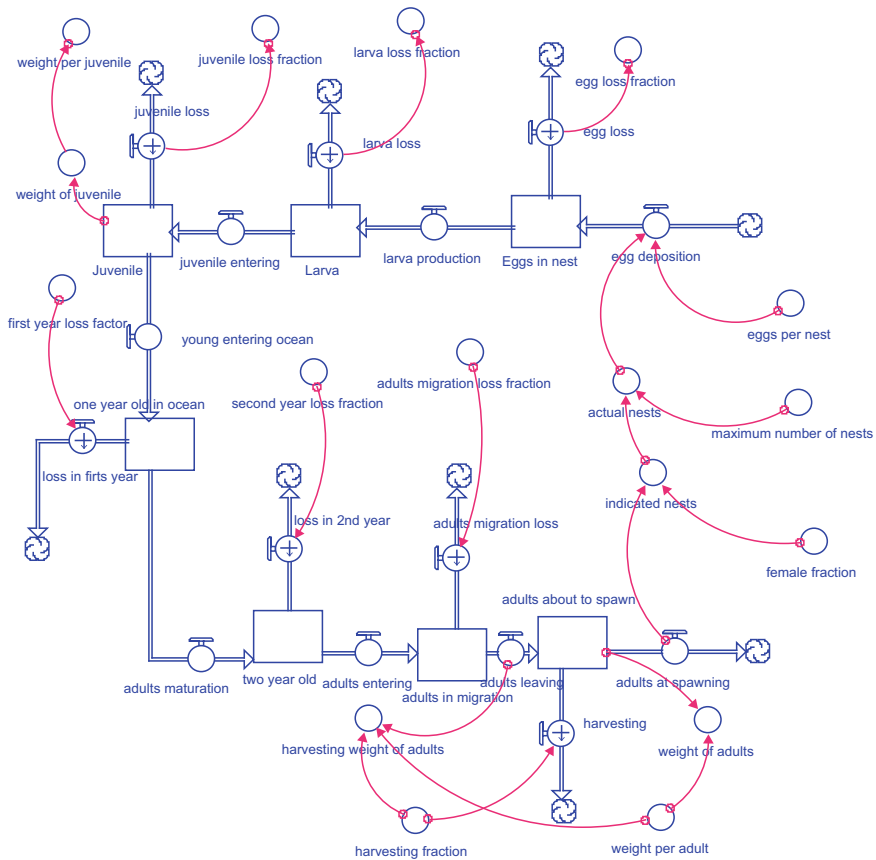 weight per juvenile
juvenile loss fraction
larva loss fraction
egg loss fraction
juvenile loss
larva loss
egg loss
weight of juvenile
Juvenile
juvenile entering
Larva
larva production
Eggs in nest
egg deposition
first year loss factor
young entering ocean
eggs per nest
one year old in ocean
second year loss fraction
adults migration loss fraction
actual nests
maximum number of nests
loss in firts year
indicated nests
loss in 2nd year
adults migration loss
female fraction
adults about to spawn
adults maturation
two year old
adults entering
adults in migration
adults leaving
adults at spawning
harvesting
harvesting weight of adults
weight of adults
harvesting fraction
weight per adult